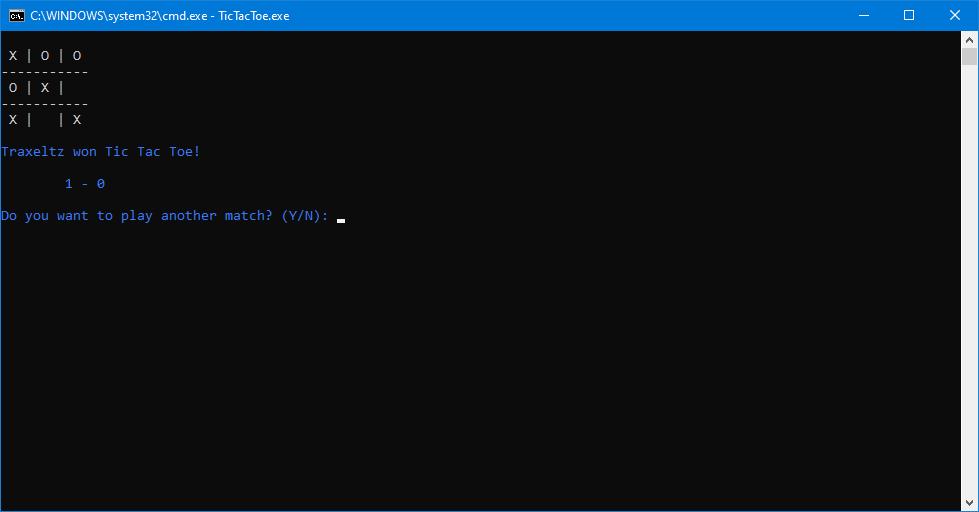 C:\WINDOWS\system32\cmd.exe - TicTacToe.exe
X | O | O
-----------
O | X |
-----------
X |   | X
Traxeltz won Tic Tac Toe!
1 - 0
Do you want to play another match? (Y/N):